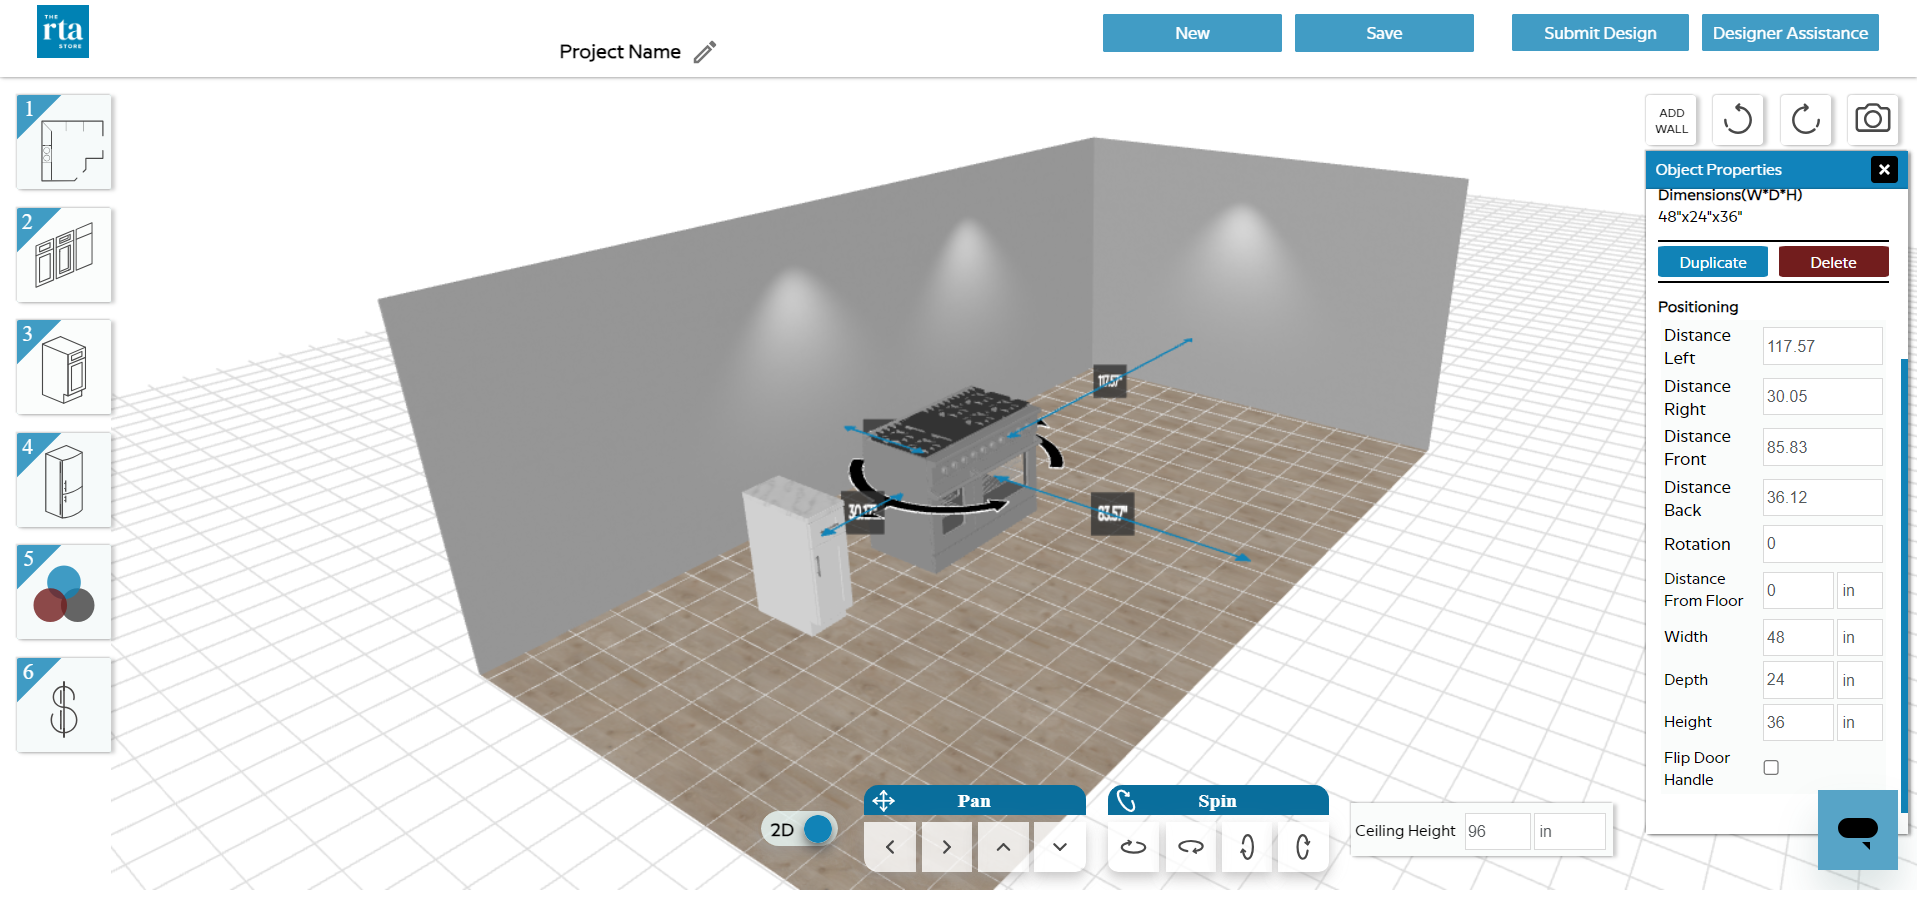 THE
rta
STORE
Project Name
New
Save
Submit Design
Designer Assistance
1
2
3
4
5
6
ADD
WALL
Object Properties
Dimensions(W*D*H)
48"x24"x36"
Duplicate
Delete
Positioning
Distance
Left
117.57
Distance
Right
30.05
Distance
Front
85.83
Distance
Back
36.12
Rotation
0
Distance
From Floor
0
in
Width
48
in
Depth
24
in
Height
36
in
Flip Door
Handle
117.57"
83.57"
2D
Pan
Spin
Ceiling Height
96
in